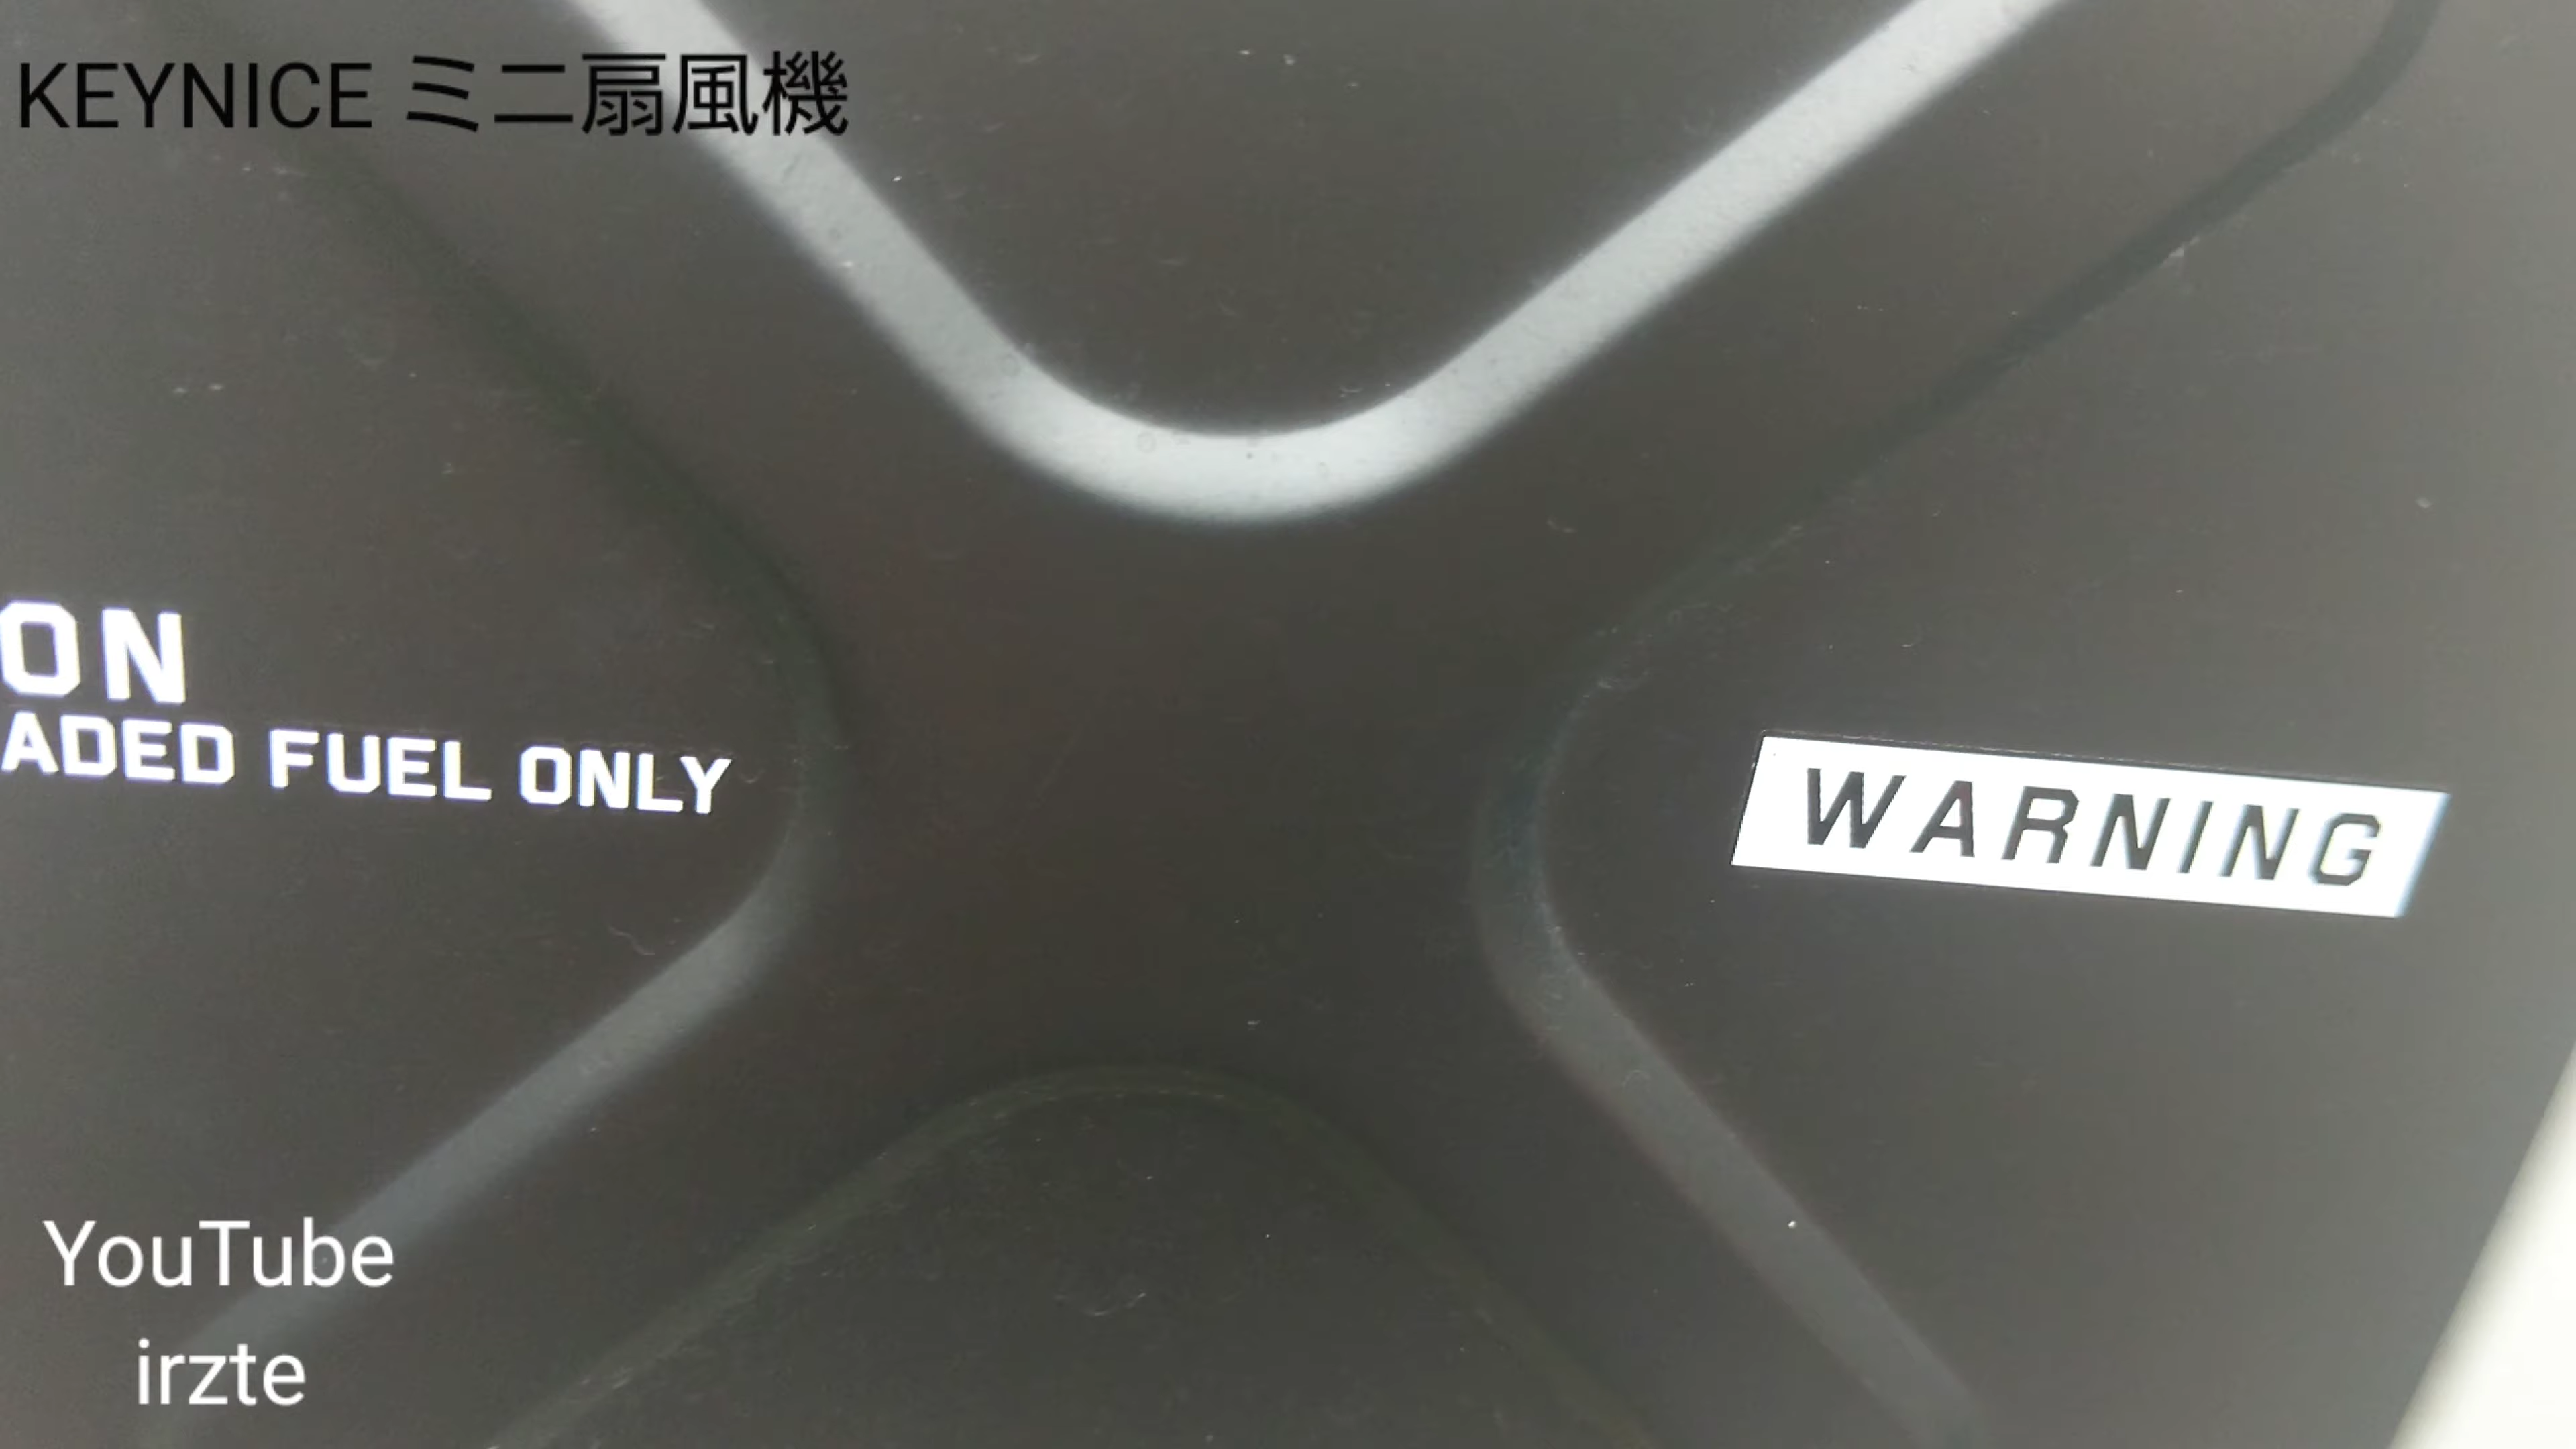 KEYNICE ミニ扇風機
ON
ADED FUEL ONLY
WARNING
YouTube
irzte